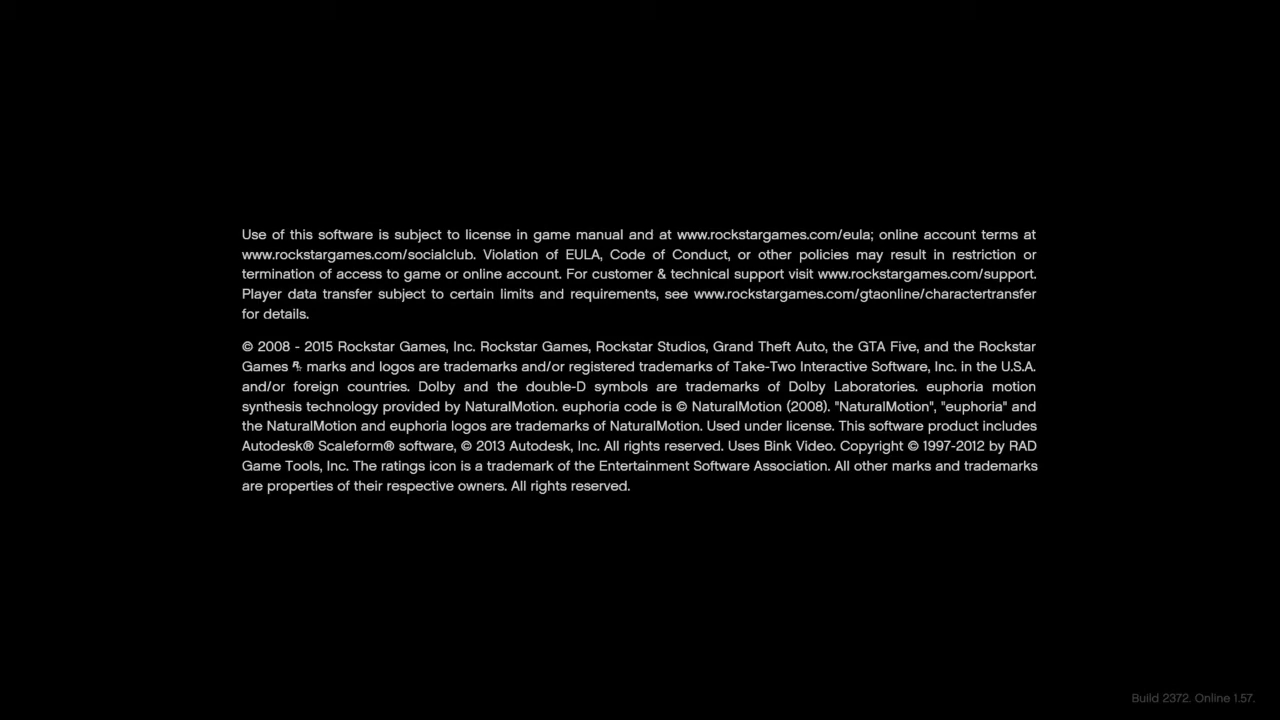 Use of this software is subject to license in game manual and at www.rockstargames.com/eula; online account terms at
www.rockstargames.com/socialclub. Violation of EULA, Code of Conduct, or other policies may result in restriction or
termination of access to game or online account. For customer & technical support visit www.rockstargames.com/support.
Player data transfer subject to certain limits and requirements, see www.rockstargames.com/gtaonline/charactertransfer
for details.
© 2008 - 2015 Rockstar Games, Inc. Rockstar Games, Rockstar Studios, Grand Theft Auto, the GTA Five, and the Rockstar
Games R* marks and logos are trademarks and/or registered trademarks of Take-Two Interactive Software, Inc. in the U.S.A.
and/or foreign countries. Dolby and the double-D symbols are trademarks of Dolby Laboratories. euphoria motion
synthesis technology provided by NaturalMotion. euphoria code is © NaturalMotion (2008). "NaturalMotion", "euphoria" and
the NaturalMotion and euphoria logos are trademarks of NaturalMotion. Used under license. This software product includes
Autodesk® Scaleform® software, © 2013 Autodesk, Inc. All rights reserved. Uses Bink Video. Copyright © 1997-2012 by RAD
Game Tools, Inc. The ratings icon is a trademark of the Entertainment Software Association. All other marks and trademarks
are properties of their respective owners. All rights reserved.
Build 2372. Online 1.57.